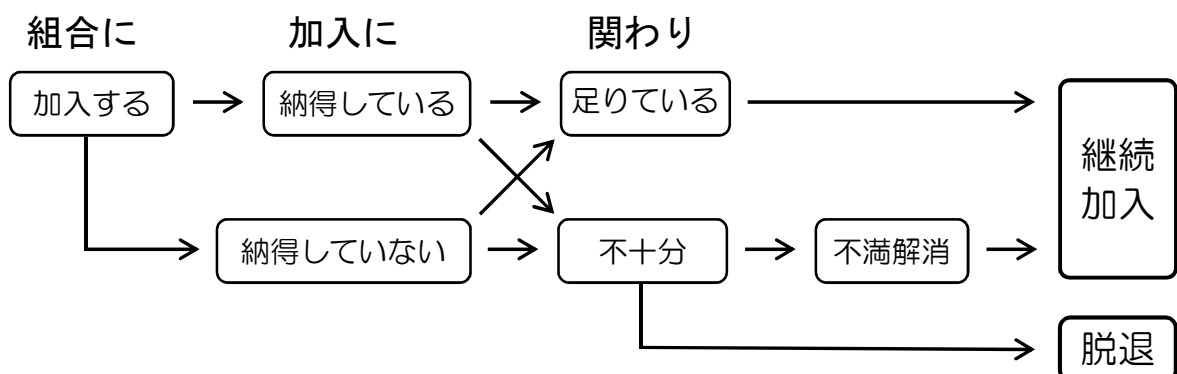 組合に
加入に
関わり
加入する
納得している
足りている
継続
加入
納得していない
不十分
不満解消
脱退